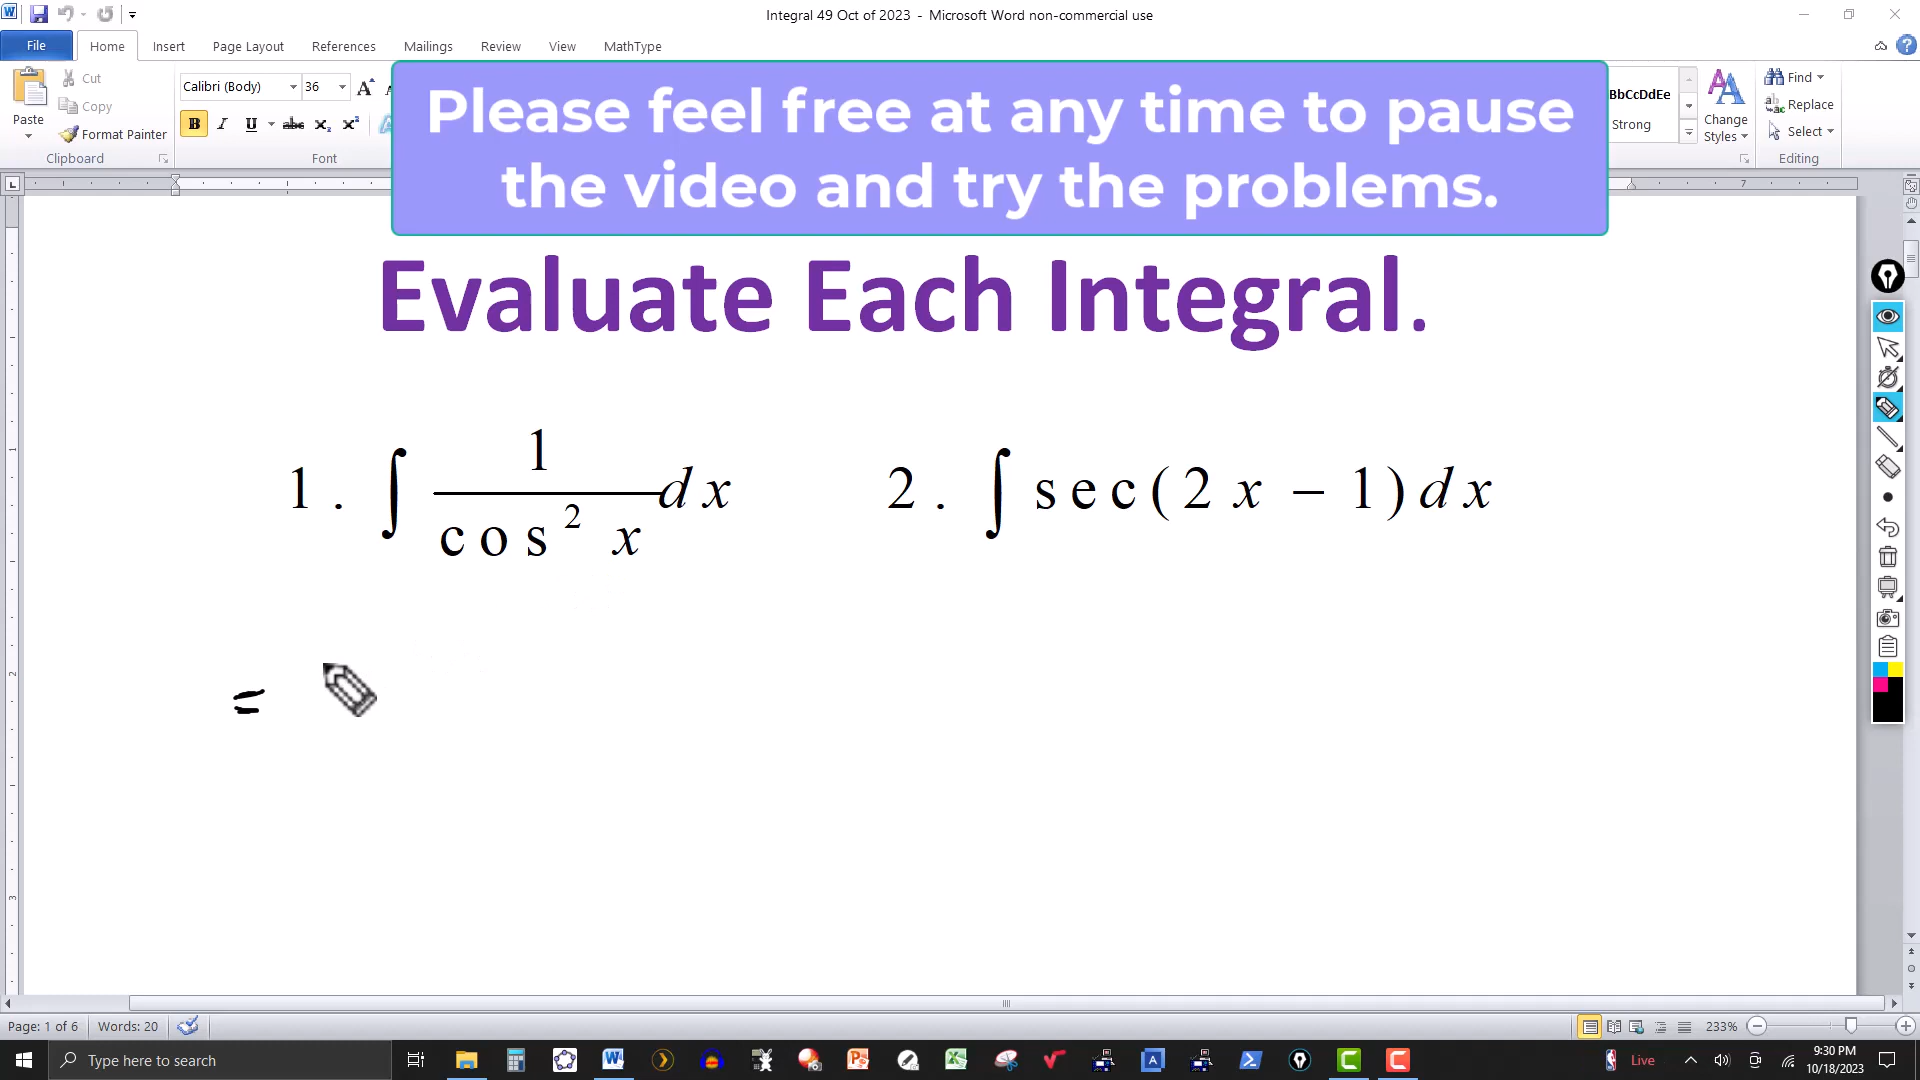 Integral 49 Oct of 2023 - Microsoft Word non-commercial use
File Home Insert Page Layout References Mailings Review View MathType
Paste
Cut
Copy
Format Painter
Clipboard
Calibri (Body) 36 A
B I U abc x₂ x²
Font
BbCcDdEe
Strong
Change Styles
Find
Replace
Select
Editing
Please feel free at any time to pause
the video and try the problems.
7
Evaluate Each Integral.
1. ∫ 1/cos² x dx 2. ∫ sec(2x − 1)dx
=
Page: 1 of 6 Words: 20 233%
Type here to search
Live
9:30 PM
10/18/2023